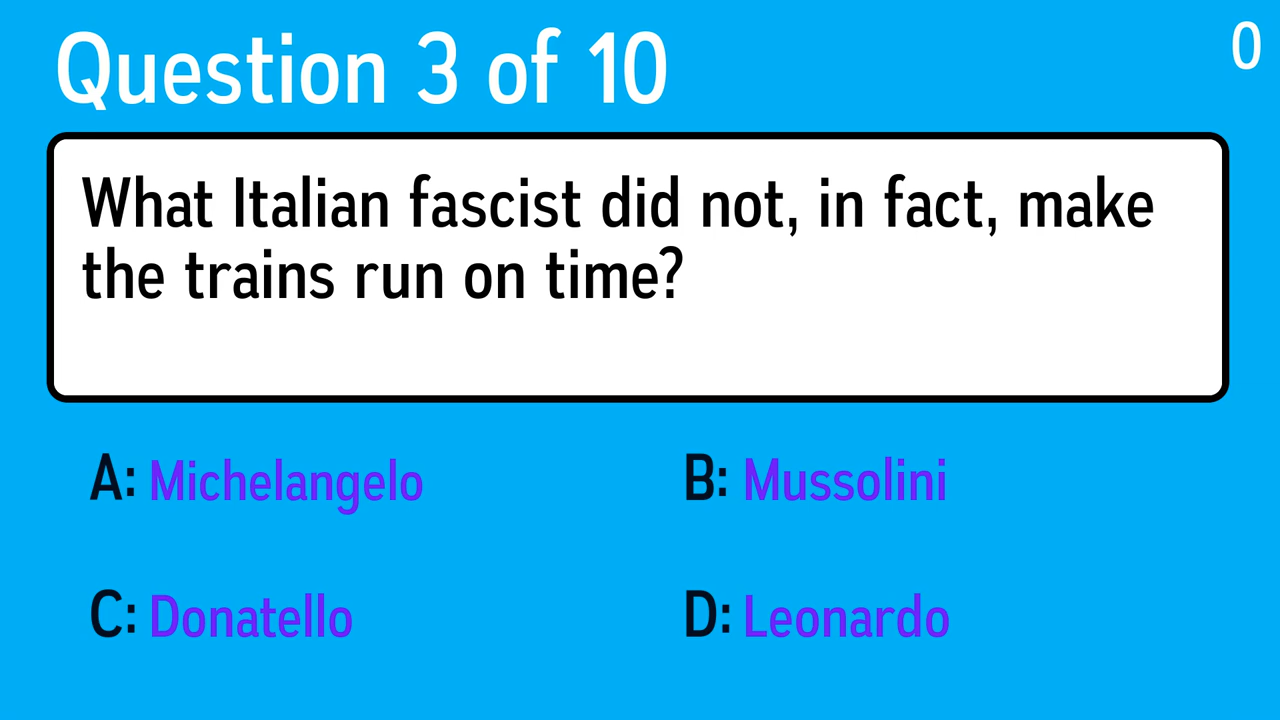 Question 3 of 10
0
What Italian fascist did not, in fact, make
the trains run on time?
A: Michelangelo
B: Mussolini
C: Donatello
D: Leonardo